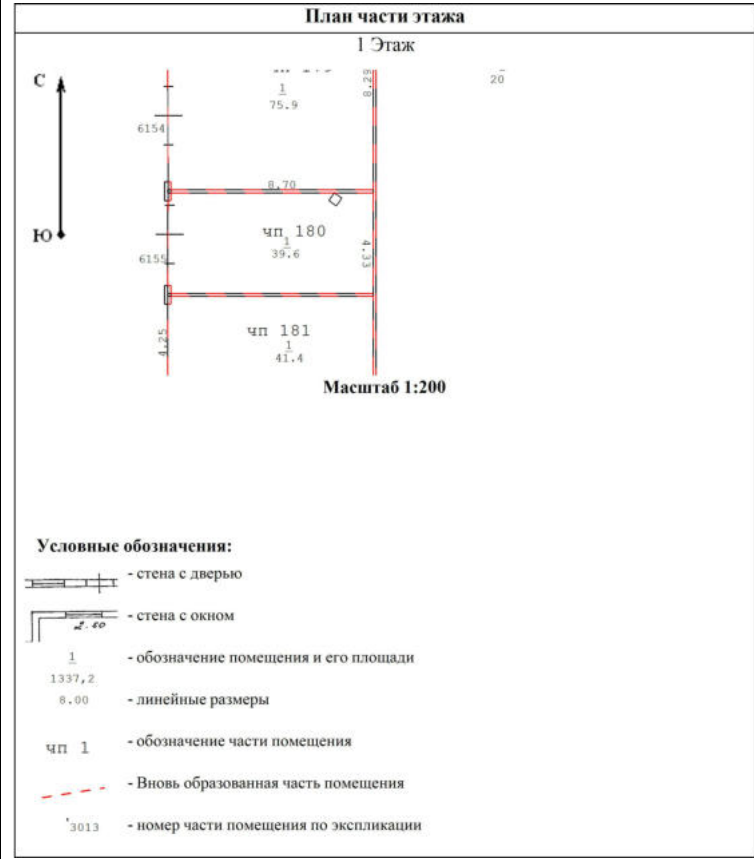 План части этажа
1 Этаж
С
1
75.9
8.29
20
6154
8.70
Ю
чп 180
1
39.6
4.33
6155
4.25
чп 181
1
41.4
Масштаб 1:200
Условные обозначения:
- стена с дверью
- стена с окном
2.60
1
1337,2
- обозначение помещения и его площади
8.00
- линейные размеры
чп 1
- обозначение части помещения
- Вновь образованная часть помещения
3013
- номер части помещения по экспликации